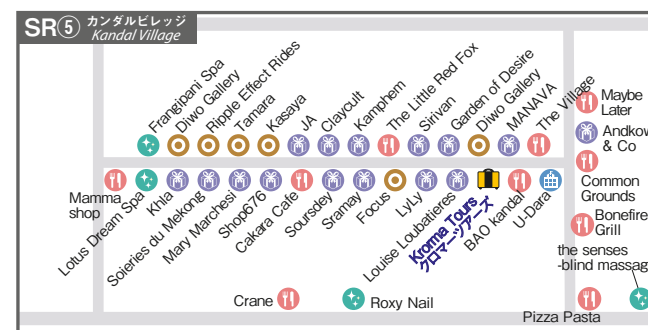 SR⑤ カンダルビレッジ
Kandal Village
Frangipani Spa
Diwo Gallery
Ripple Effect Rides
Tamara
Kasaya
JA
Claycult
Kamphem
The Little Red Fox
Sirivan
Garden of Desire
Diwo Gallery
MANAVA
The Village
Maybe
Later
Andkow
& Co
Common
Grounds
Bonefire
Grill
the senses
-blind massag
Mamma
shop
Lotus Dream Spa
Khla
Soieries du Mekong
Mary Marchesi
Shop676
Cakara Cafe
Soursdey
Sramay
Focus
LyLy
Louise Loubatieres
Kroma Tours
クロマーツアーズ
BAO kandal
U-Dara
Crane
Roxy Nail
Pizza Pasta